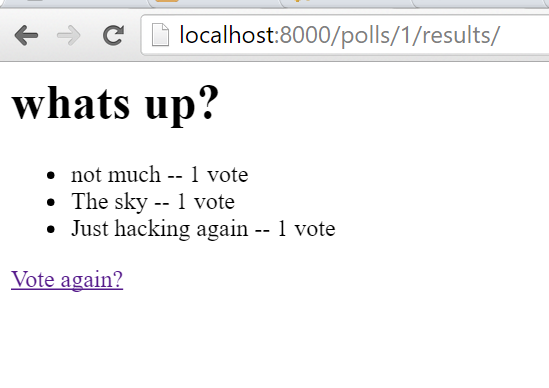 localhost:8000/polls/1/results/
whats up?
not much -- 1 vote
The sky -- 1 vote
Just hacking again -- 1 vote
Vote again?